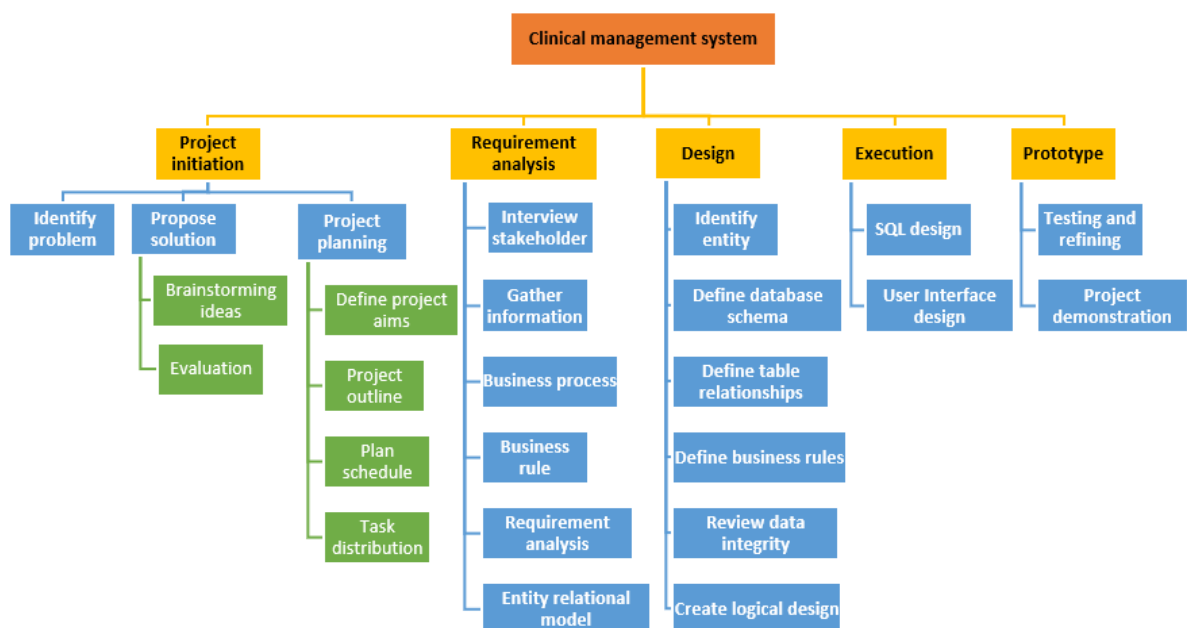 Clinical management system
Project
initiation
Requirement
analysis
Design
Execution
Prototype
Identify
problem
Propose
solution
Project
planning
Brainstorming
ideas
Evaluation
Define project
aims
Project
outline
Plan
schedule
Task
distribution
Interview
stakeholder
Gather
information
Business process
Business
rule
Requirement
analysis
Entity relational
model
Identify
entity
Define database
schema
Define table
relationships
Define business rules
Review data
integrity
Create logical design
SQL design
User Interface
design
Testing and
refining
Project
demonstration